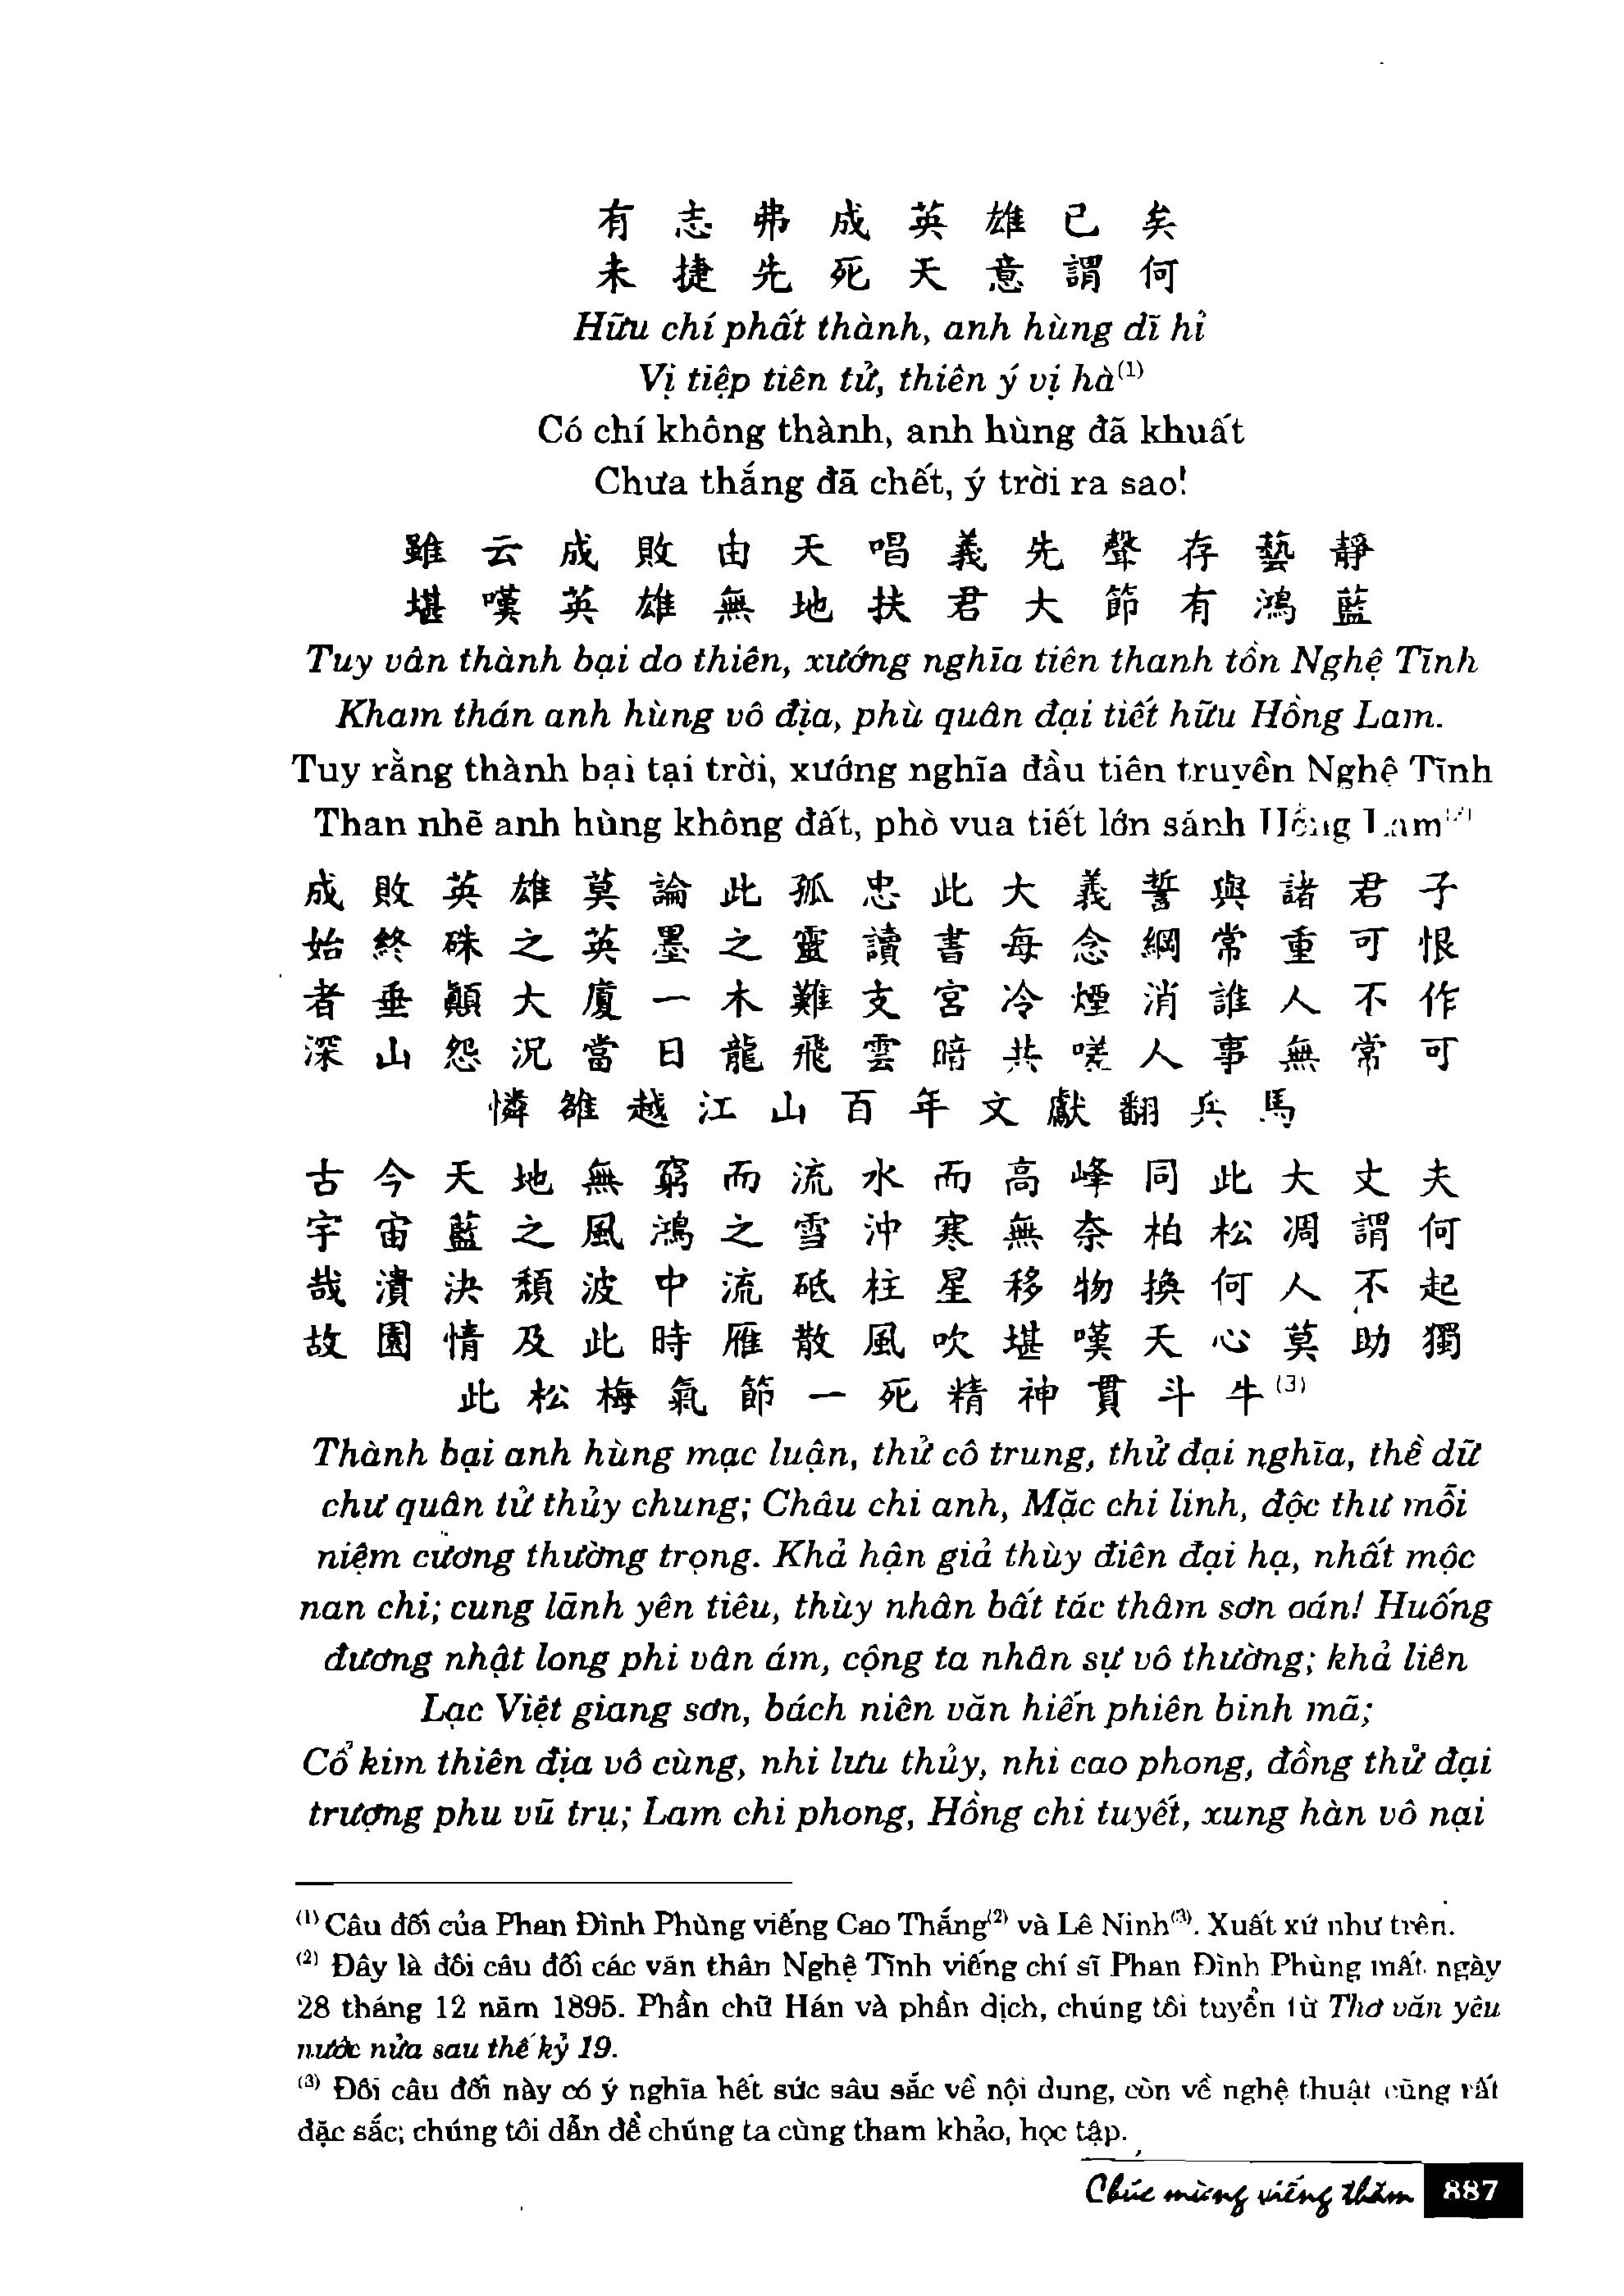 有志弗成英雄已矣
未捷先死天意謂何
Hữu chí phất thành, anh hùng dĩ hỉ
Vị tiệp tiên tử, thiên ý vị hà(1)
Có chí không thành, anh hùng đã khuất
Chưa thắng đã chết, ý trời ra sao!
雖云成敗由天唱義先聲存藝靜
堪嘆英雄無地扶君大節有鴻藍
Tuy vân thành bại do thiên, xướng nghĩa tiên thanh tồn Nghệ Tĩnh
Kham thán anh hùng vô địa, phù quân đại tiết hữu Hồng Lam.
Tuy rằng thành bại tại trời, xướng nghĩa đầu tiên truyền Nghệ Tĩnh
Than nhẽ anh hùng không đất, phò vua tiết lớn sánh Hồng Lam(2)
成敗英雄莫論此孤忠此大義誓與諸君子
始終硃之英墨之靈讀書每念綱常重可恨
者垂顛大廈一木難支宮冷煙消誰人不作
深山怨況當日龍飛雲暗共嗟人事無常可
憐雒越江山百年文獻翻兵馬
古今天地無窮而流水而高峰同此大丈夫
宇宙藍之風鴻之雪沖寒無奈柏松凋謂何
哉潰決頹波中流砥柱星移物換何人不起
故園情及此時雁散風吹堪嘆天心莫助獨
此松梅氣節一死精神貫斗牛(3)
Thành bại anh hùng mạc luận, thử cô trung, thử đại nghĩa, thề dữ
chư quân tử thủy chung; Châu chi anh, Mặc chi linh, độc thư mỗi
niệm cương thường trọng. Khả hận giả thùy điên đại hạ, nhất mộc
nan chi; cung lãnh yên tiêu, thùy nhân bất tác thâm sơn oán! Huống
đương nhật long phi vân ám, cộng ta nhân sự vô thường; khả liên
Lạc Việt giang sơn, bách niên văn hiến phiên binh mã;
Cổ kim thiên địa vô cùng, nhi lưu thủy, nhi cao phong, đồng thử đại
trượng phu vũ trụ; Lam chi phong, Hồng chi tuyết, xung hàn vô nại
(1) Câu đối của Phan Đình Phùng viếng Cao Thắng(2) và Lê Ninh(3). Xuất xứ như trên.
(2) Đây là đôi câu đối các văn thân Nghệ Tĩnh viếng chí sĩ Phan Đình Phùng mất ngày
28 tháng 12 năm 1895. Phần chữ Hán và phần dịch, chúng tôi tuyển từ Thơ văn yêu
nước nửa sau thế kỷ 19.
(3) Đôi câu đối này có ý nghĩa hết sức sâu sắc về nội dung, còn về nghệ thuật cũng rất
đặc sắc; chúng tôi dẫn để chúng ta cùng tham khảo, học tập.
Chúc mừng viếng thăm 887